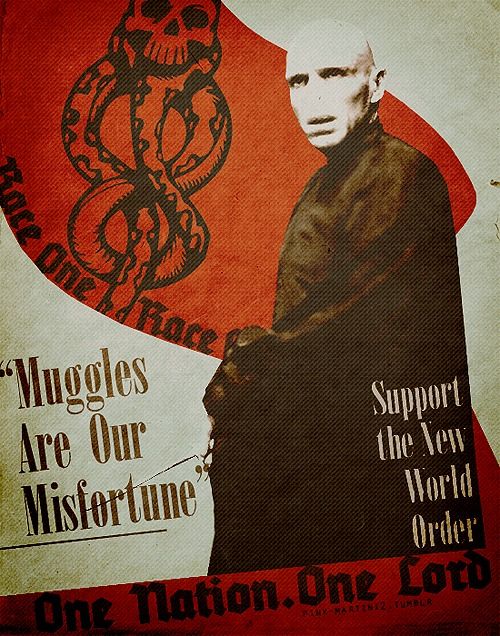 Race One Race
"Muggles
Are Our
Misfortune"
Support
the New
World
Order
One Nation. One Lord